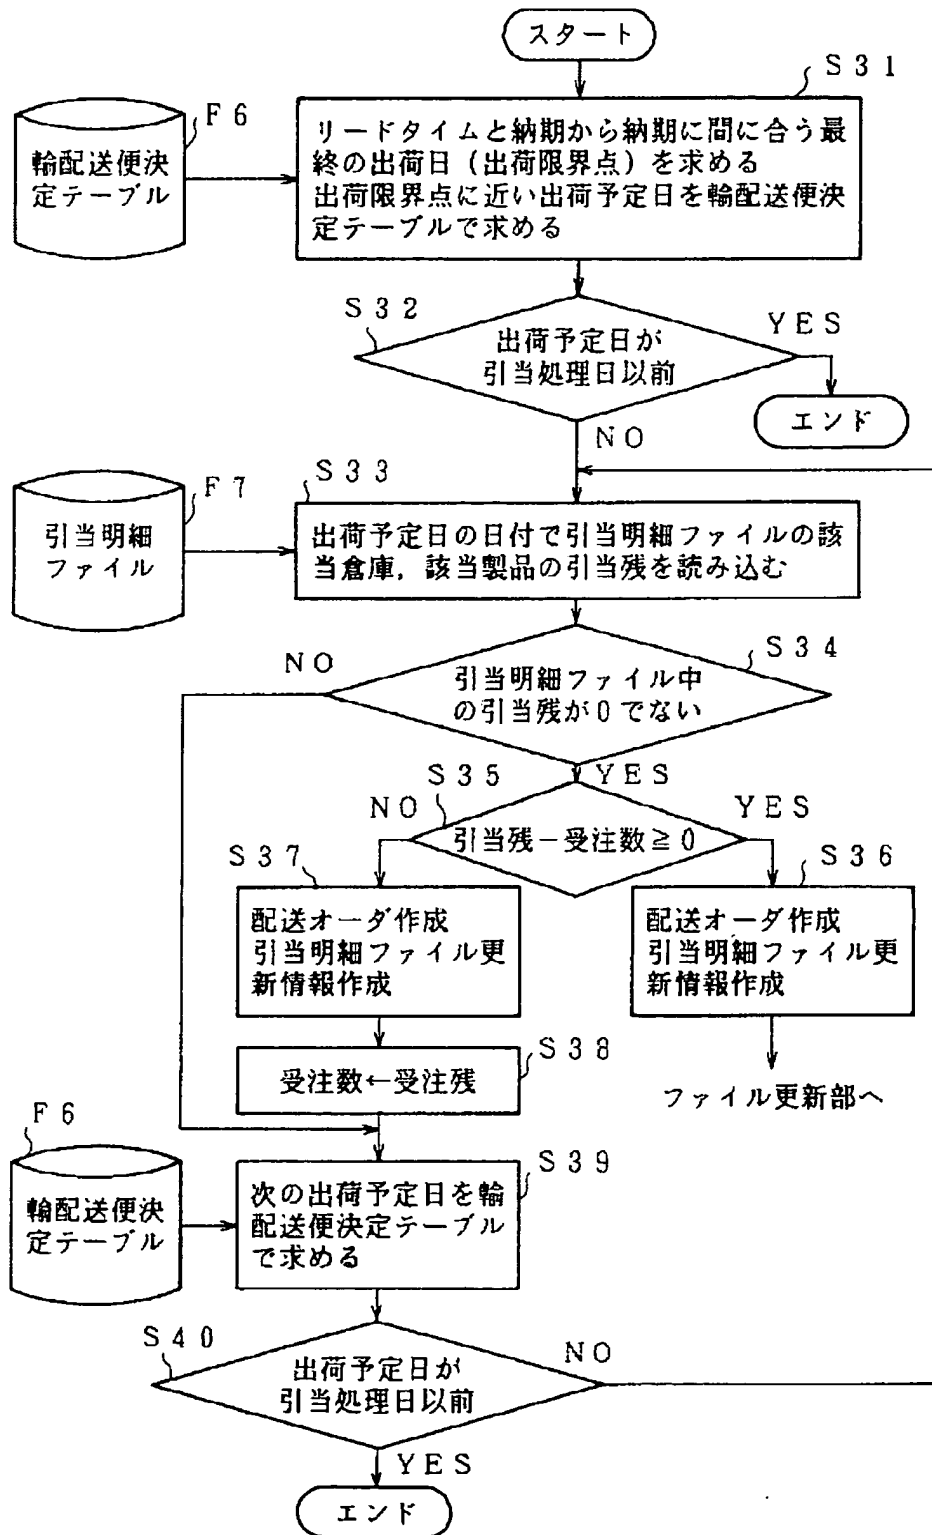 スタート
S31
F6
輪配送便決
定テーブル
リードタイムと納期から納期に間に合う最
終の出荷日（出荷限界点）を求める
出荷限界点に近い出荷予定日を輪配送便決
定テーブルで求める
S32
出荷予定日が
引当処理日以前
YES
エンド
NO
F7
引当明細
ファイル
S33
出荷予定日の日付で引当明細ファイルの該
当倉庫，該当製品の引当残を読み込む
NO
S34
引当明細ファイル中
の引当残が0でない
S35
YES
NO
引当残－受注数≧0
YES
S37
配送オーダ作成
引当明細ファイル更
新情報作成
S36
配送オーダ作成
引当明細ファイル更
新情報作成
S38
受注数←受注残
ファイル更新部へ
F6
輪配送便決
定テーブル
S39
次の出荷予定日を輪
配送便決定テーブル
で求める
S40
出荷予定日が
引当処理日以前
NO
YES
エンド